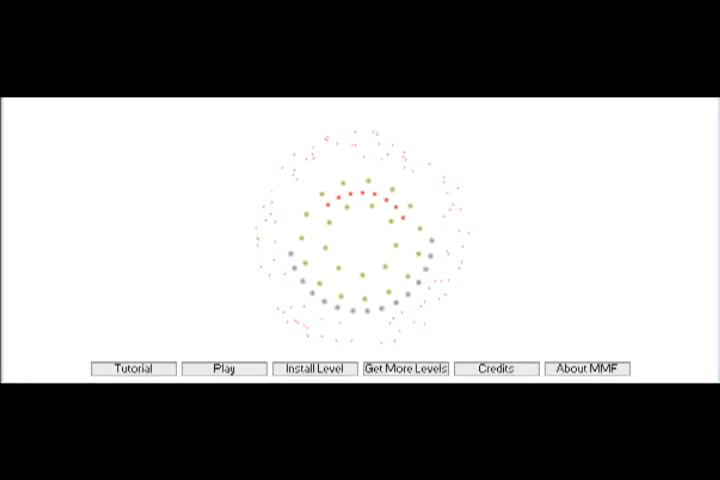 Tutorial
Play
Install Level
Get More Levels
Credits
About MMF